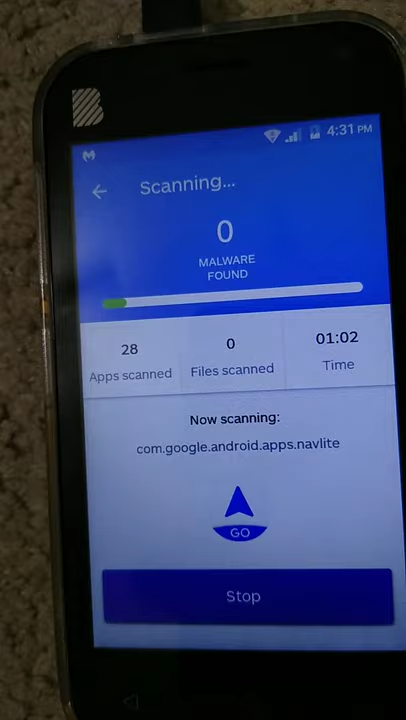 4:31 PM
Scanning...
0
MALWARE
FOUND
28
Apps scanned
0
Files scanned
01:02
Time
Now scanning:
com.google.android.apps.navlite
GO
Stop